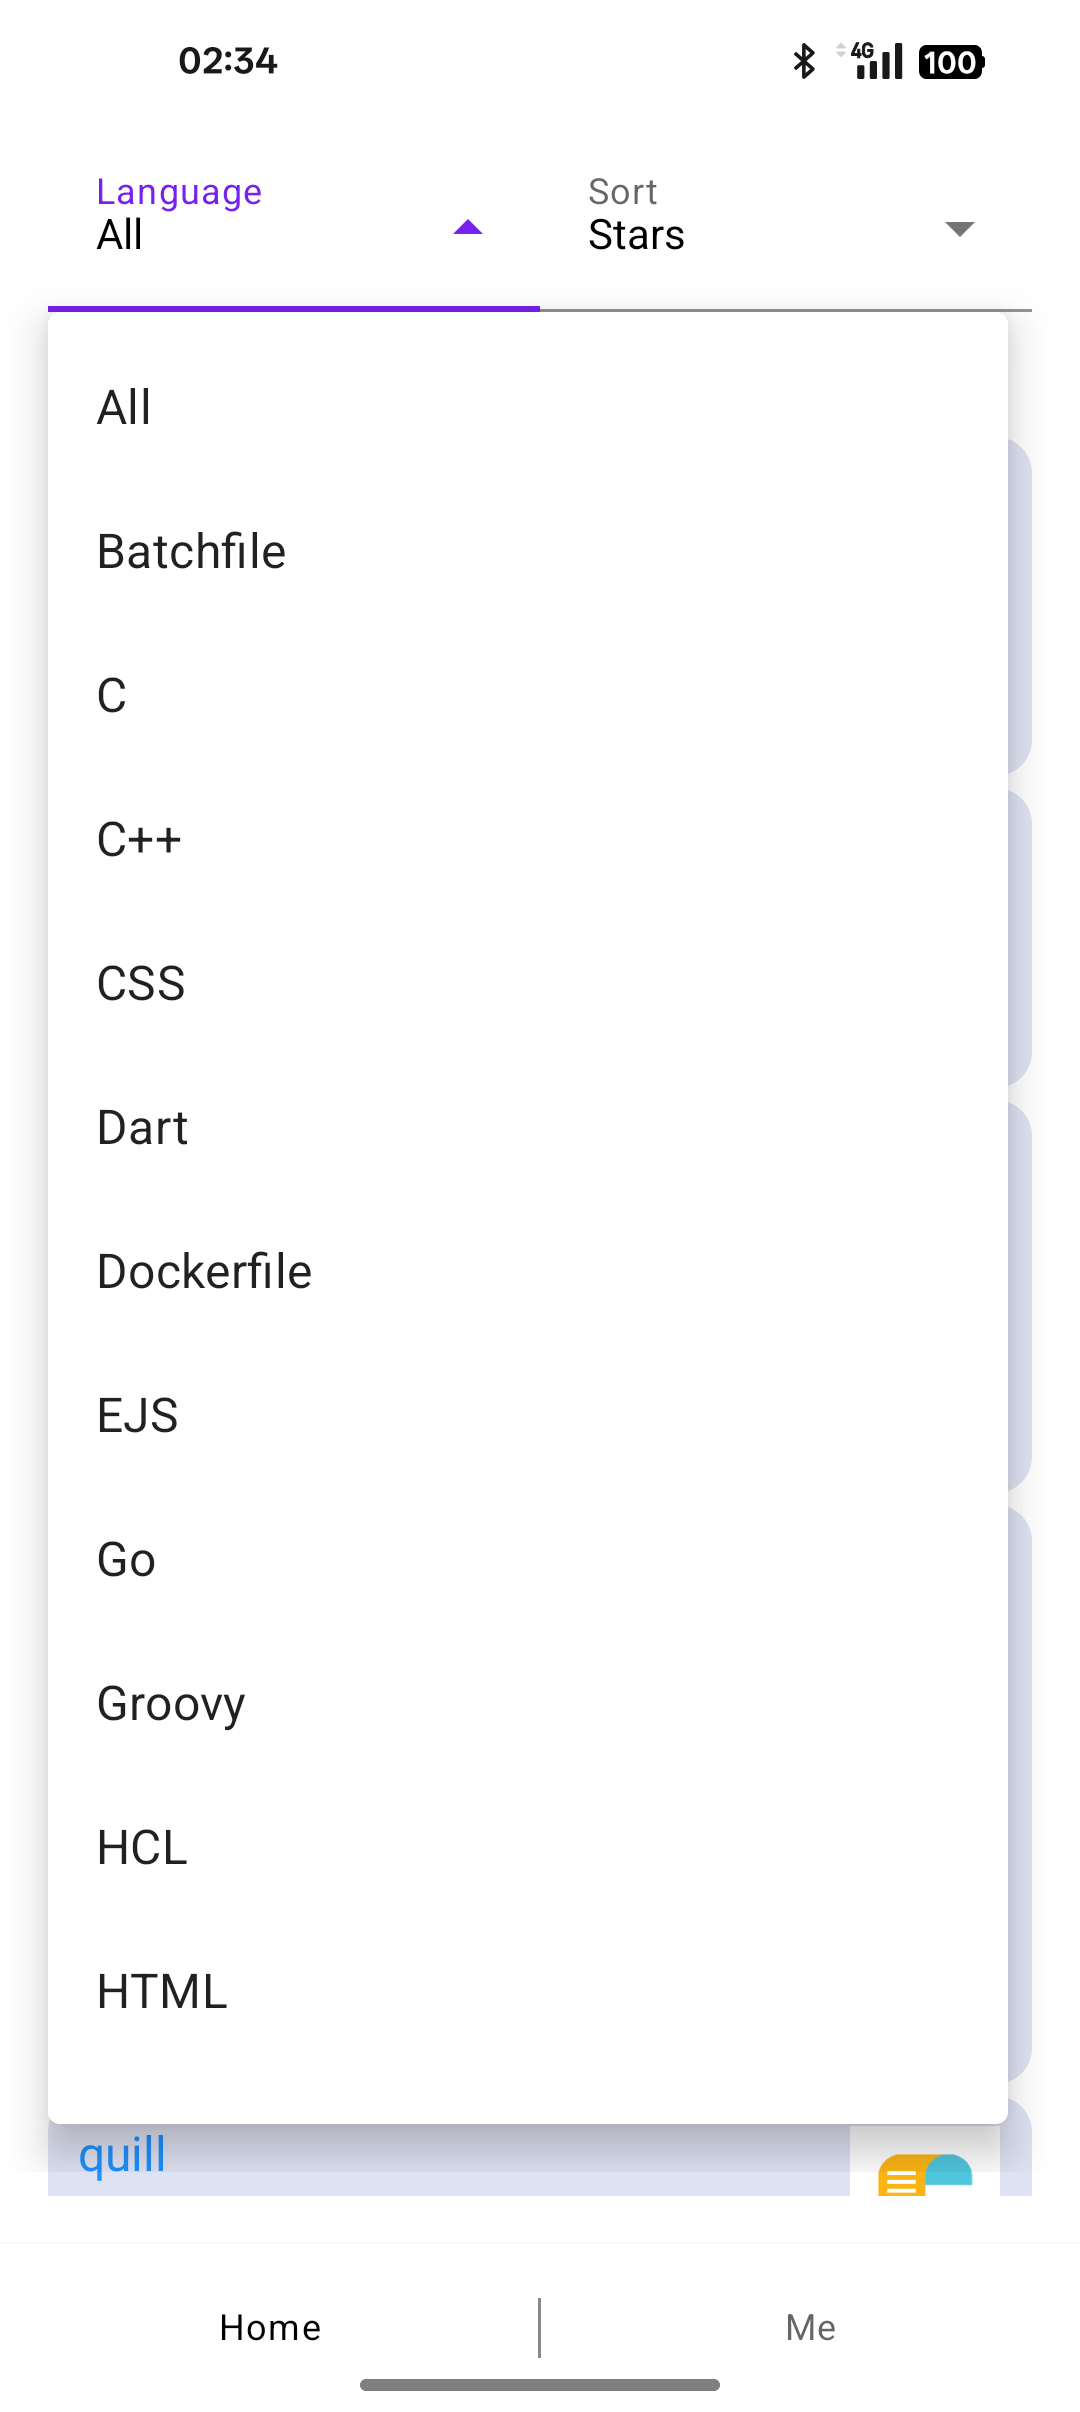 02:34
4G
100
Language
All
Sort
Stars
All
Batchfile
C
C++
CSS
Dart
Dockerfile
EJS
Go
Groovy
HCL
HTML
quill
Home
Me